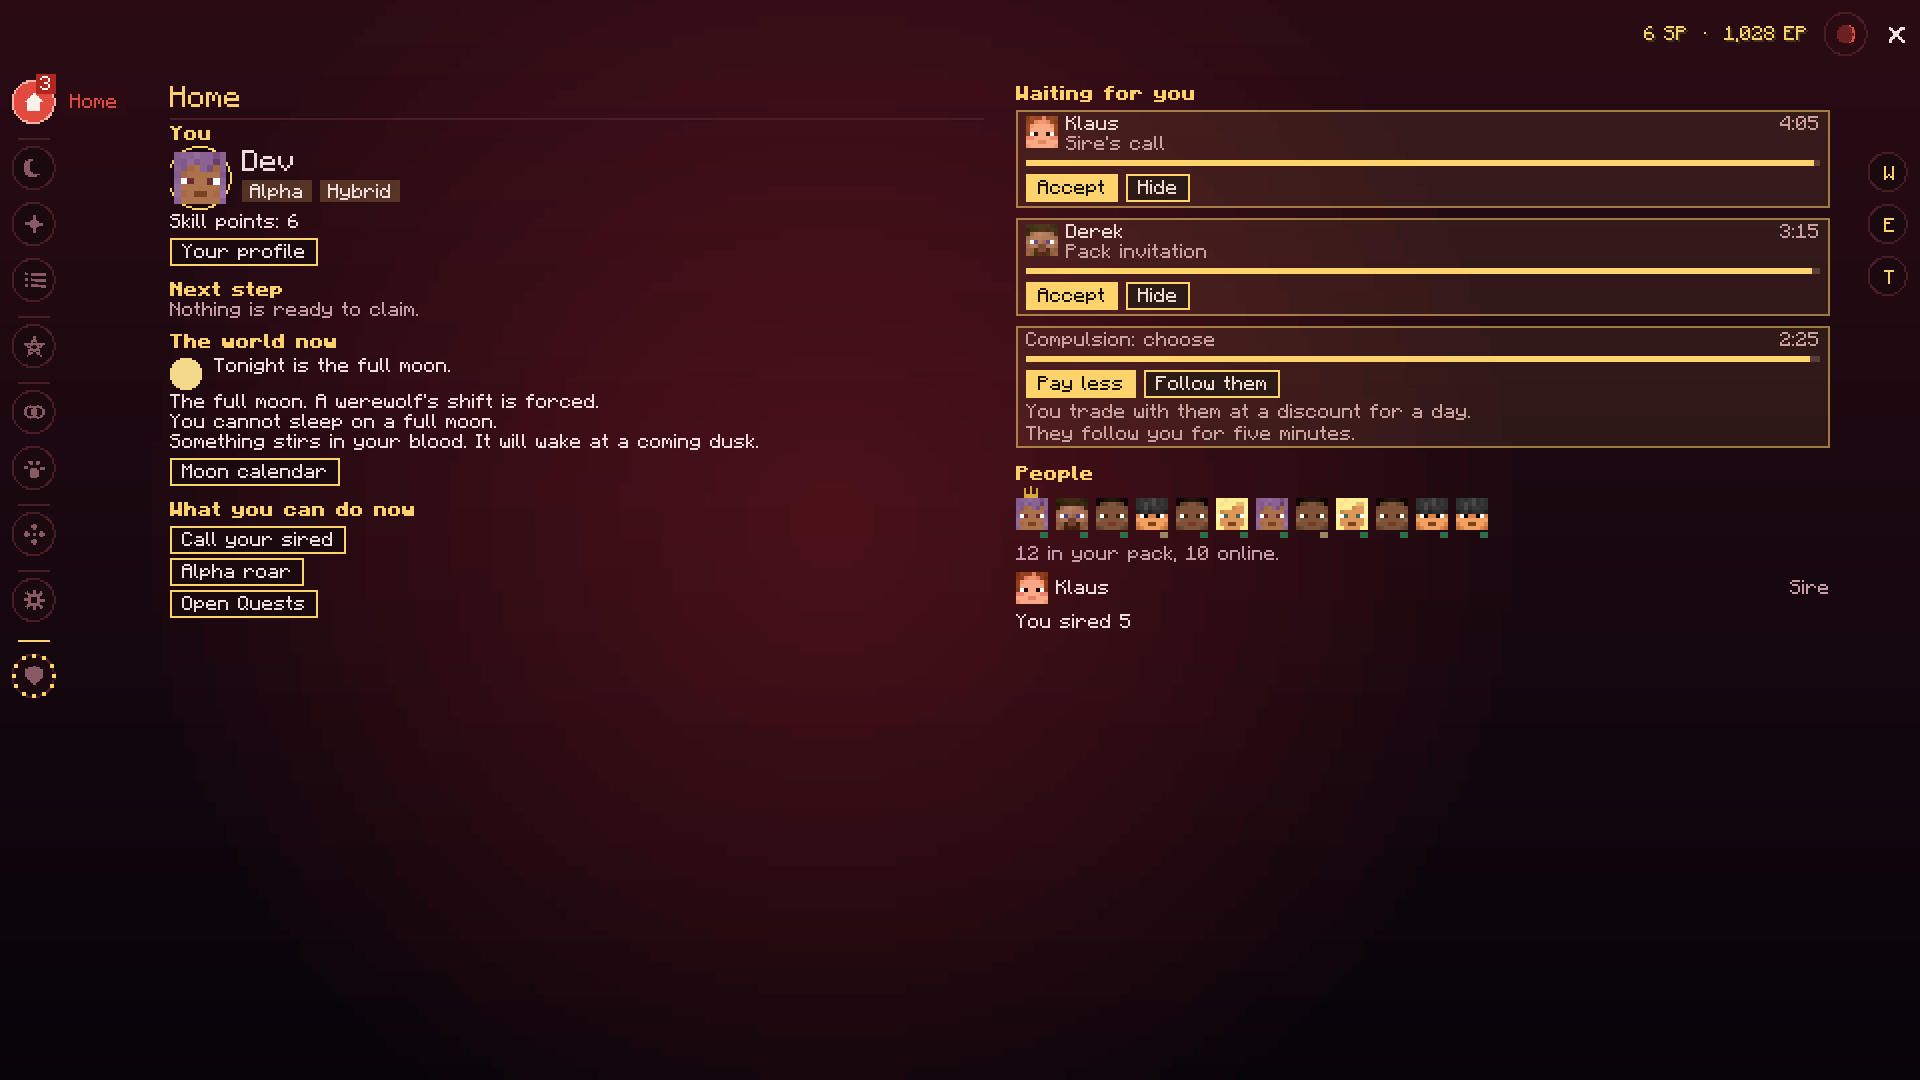 6 SP · 1,028 EP
3
Home
Home
You
Dev
Alpha Hybrid
Skill points: 6
Your profile
Next step
Nothing is ready to claim.
The world now
Tonight is the full moon.
The full moon. A werewolf's shift is forced.
You cannot sleep on a full moon.
Something stirs in your blood. It will wake at a coming dusk.
Moon calendar
What you can do now
Call your sired
Alpha roar
Open Quests
Waiting for you
Klaus 4:05
Sire's call
Accept Hide
Derek 3:15
Pack invitation
Accept Hide
Compulsion: choose 2:25
Pay less Follow them
You trade with them at a discount for a day.
They follow you for five minutes.
People
12 in your pack, 10 online.
Klaus Sire
You sired 5
W
E
T